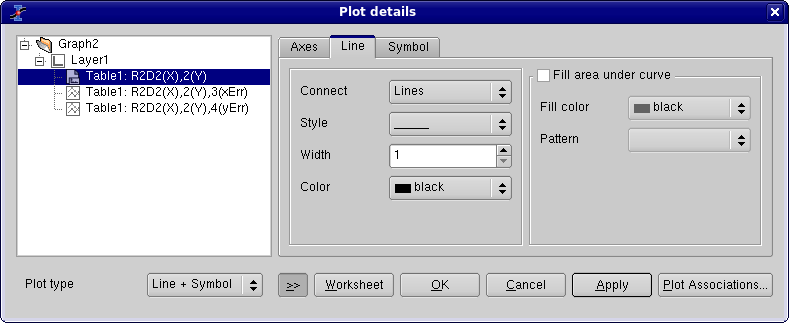 Plot details
Graph2
Layer1
Table1: R2D2(X),2(Y)
Table1: R2D2(X),2(Y),3(xErr)
Table1: R2D2(X),2(Y),4(yErr)
Axes Line Symbol
Connect Lines
Style
Width 1
Color black
Fill area under curve
Fill color black
Pattern
Plot type Line + Symbol >> Worksheet OK Cancel Apply Plot Associations...